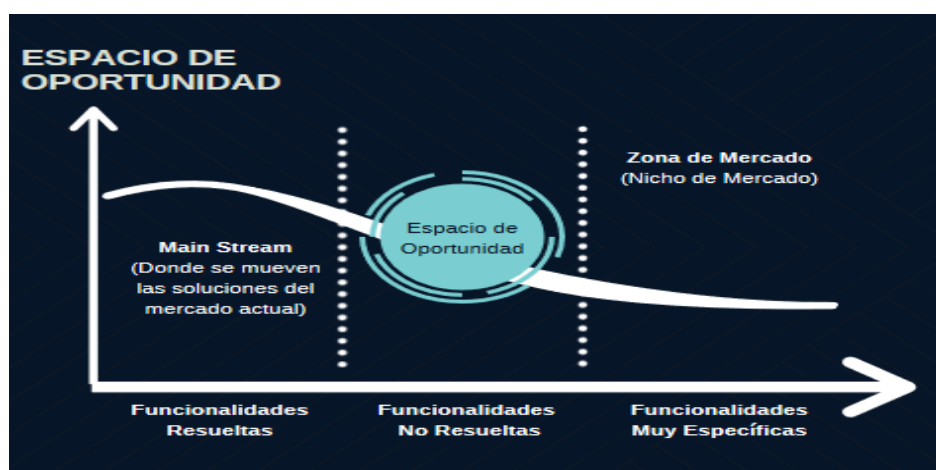 ESPACIO DE
OPORTUNIDAD
Zona de Mercado
(Nicho de Mercado)
Espacio de
Oportunidad
Main Stream
(Donde se mueven
las soluciones del
mercado actual)
Funcionalidades
Resueltas
Funcionalidades
No Resueltas
Funcionalidades
Muy Específicas